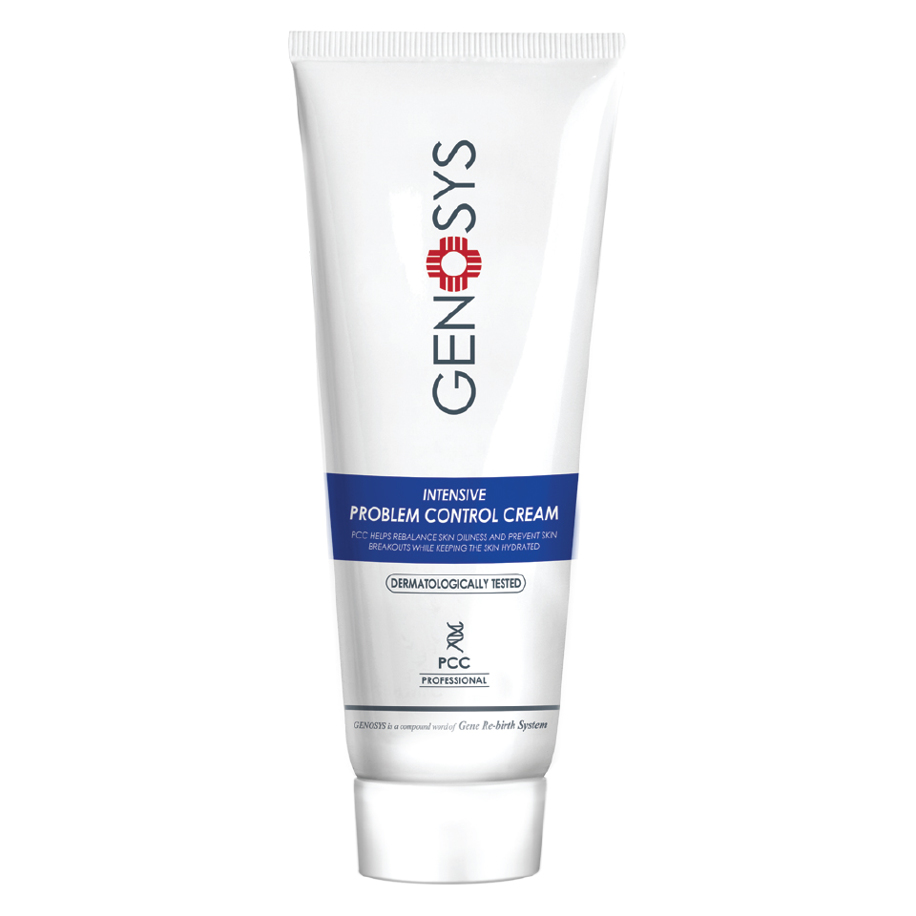 GENOSYS
INTENSIVE
PROBLEM CONTROL CREAM
PCC HELPS REBALANCE SKIN OILINESS AND PREVENT SKIN
BREAKOUTS WHILE KEEPING THE SKIN HYDRATED
DERMATOLOGICALLY TESTED
PCC
PROFESSIONAL
GENOSYS is a compound word of Gene Re-birth System